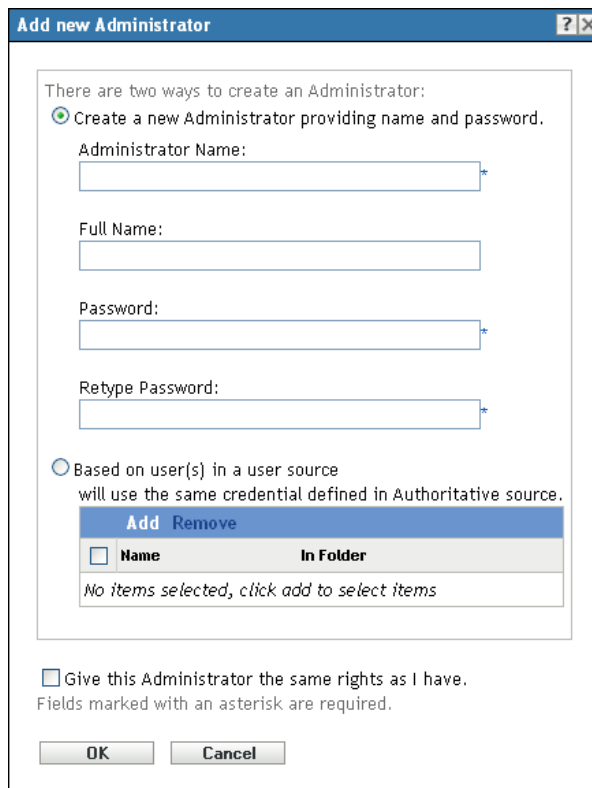 Add new Administrator
?
There are two ways to create an Administrator:
Create a new Administrator providing name and password.
Administrator Name:
*
Full Name:
Password:
*
Retype Password:
*
Based on user(s) in a user source
will use the same credential defined in Authoritative source.
Add Remove
Name In Folder
No items selected, click add to select items
Give this Administrator the same rights as I have.
Fields marked with an asterisk are required.
OK Cancel